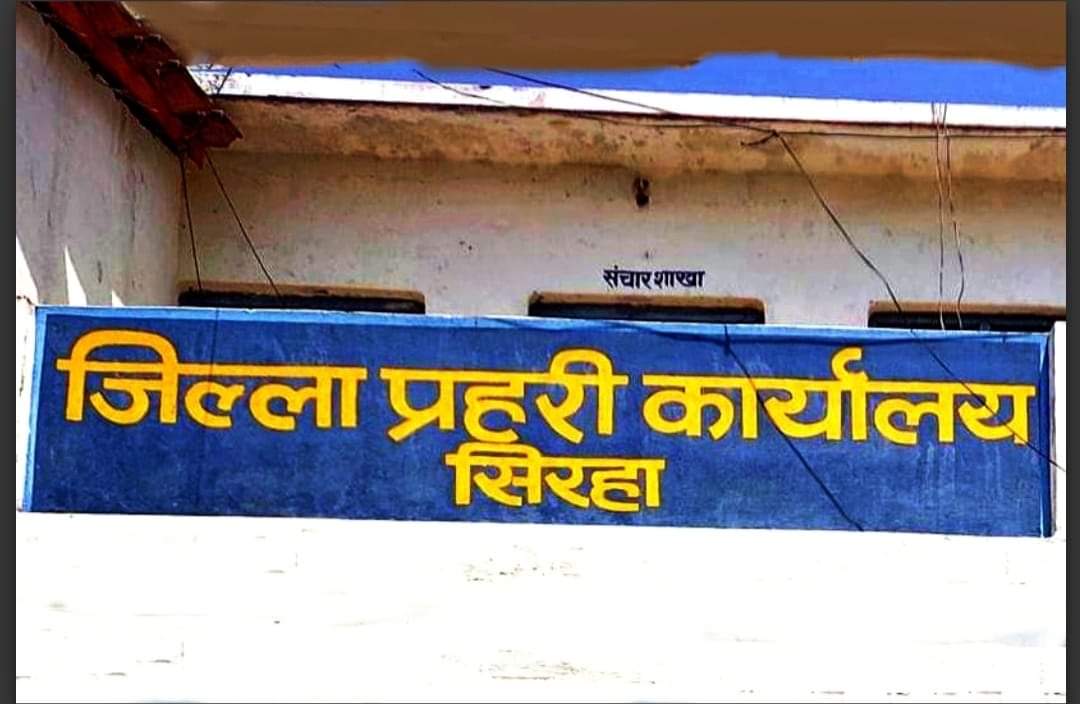 संचार शाखा
जिल्ला प्रहरी कार्यालय
सिरहा